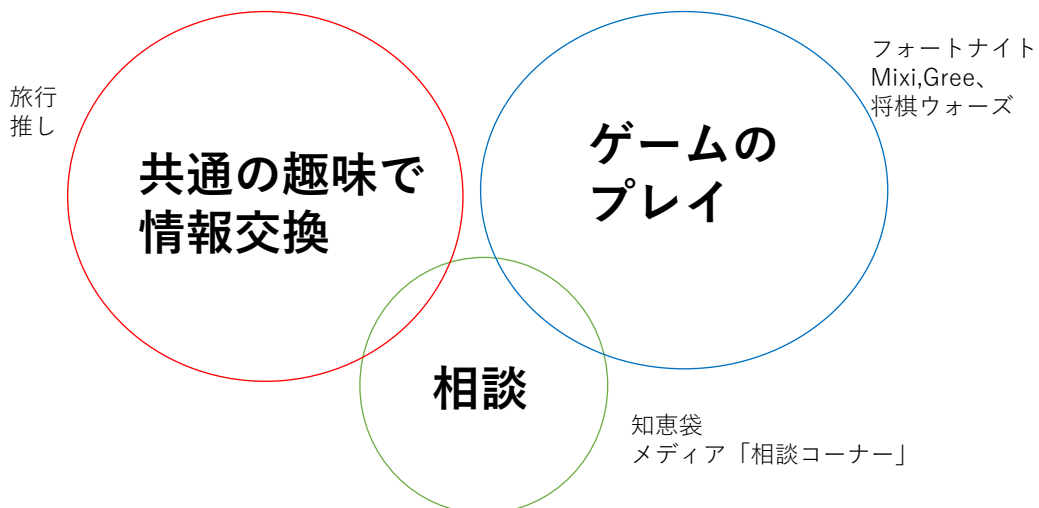 旅行
推し
共通の趣味で
情報交換
フォートナイト
Mixi,Gree、
将棋ウォーズ
ゲームの
プレイ
相談
知恵袋
メディア「相談コーナー」